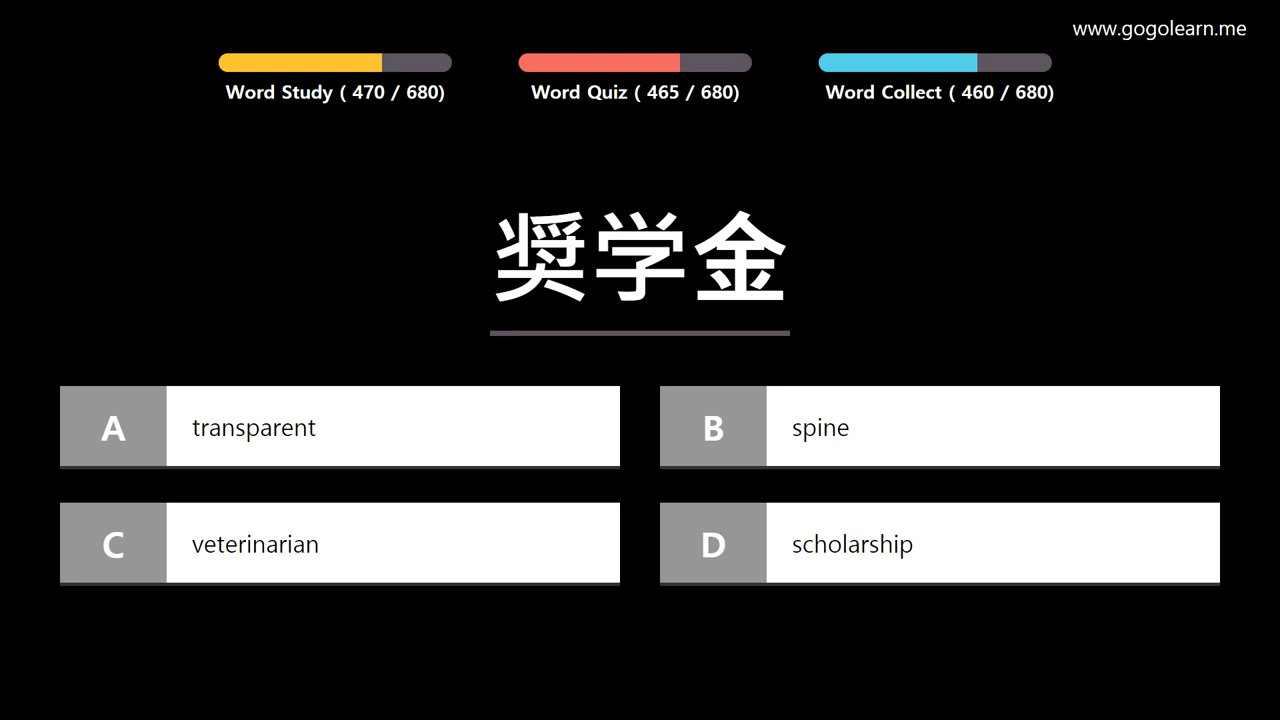 www.gogolearn.me
Word Study ( 470 / 680)
Word Quiz ( 465 / 680)
Word Collect ( 460 / 680)
奨学金
A transparent
B spine
C veterinarian
D scholarship